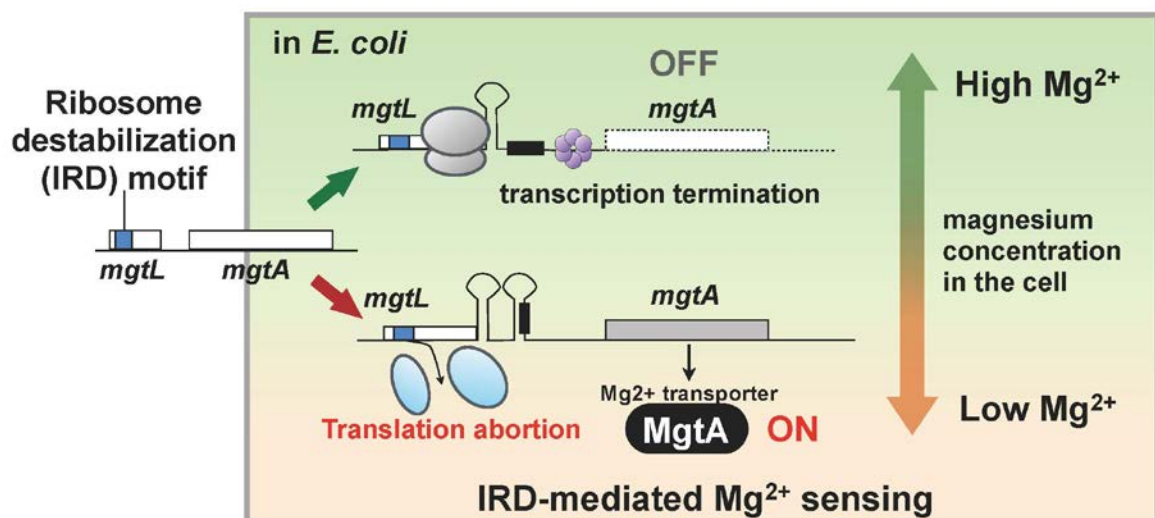 in E. coli
Ribosome
destabilization
(IRD) motif
mgtL
mgtA
OFF
mgtL
mgtA
transcription termination
mgtL
mgtA
Translation abortion
Mg2+ transporter
MgtA
ON
High Mg²⁺
magnesium
concentration
in the cell
Low Mg²⁺
IRD-mediated Mg²⁺ sensing